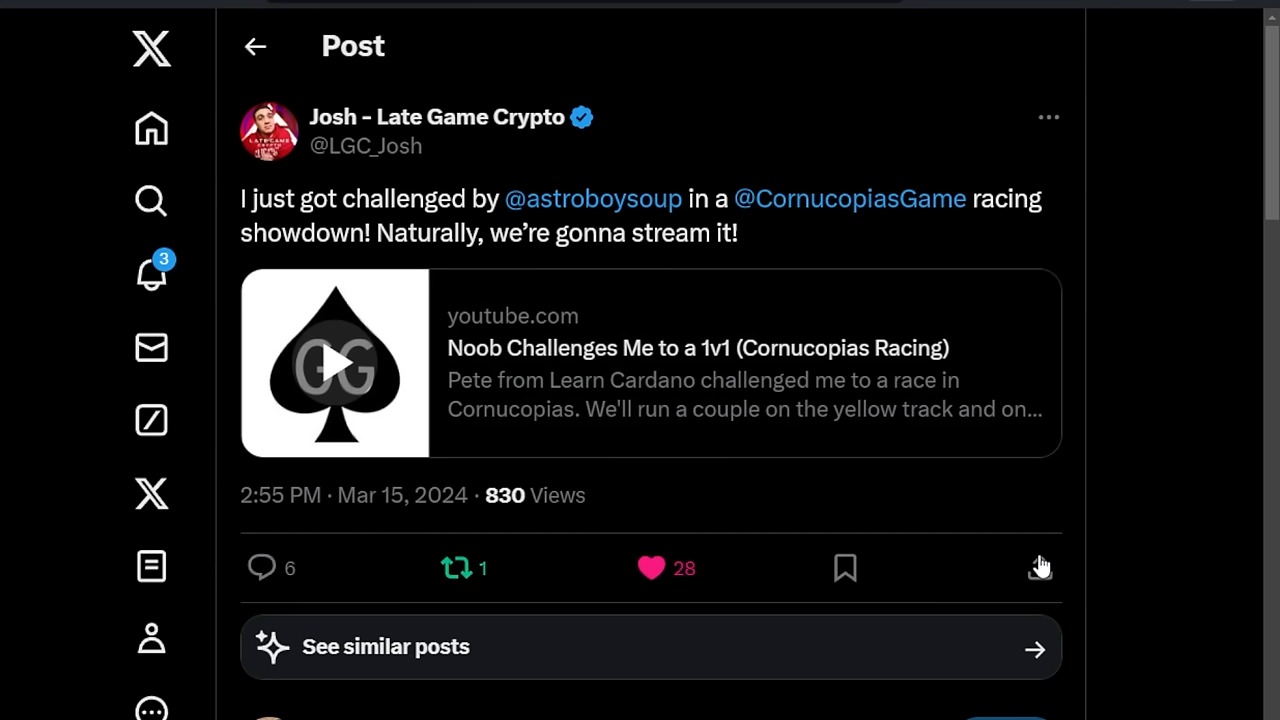 Post
Josh - Late Game Crypto
@LGC_Josh
I just got challenged by @astroboysoup in a @CornucopiasGame racing
showdown! Naturally, we’re gonna stream it!
3
GG
youtube.com
Noob Challenges Me to a 1v1 (Cornucopias Racing)
Pete from Learn Cardano challenged me to a race in
Cornucopias. We'll run a couple on the yellow track and on...
2:55 PM · Mar 15, 2024 · 830 Views
6 1 28
See similar posts